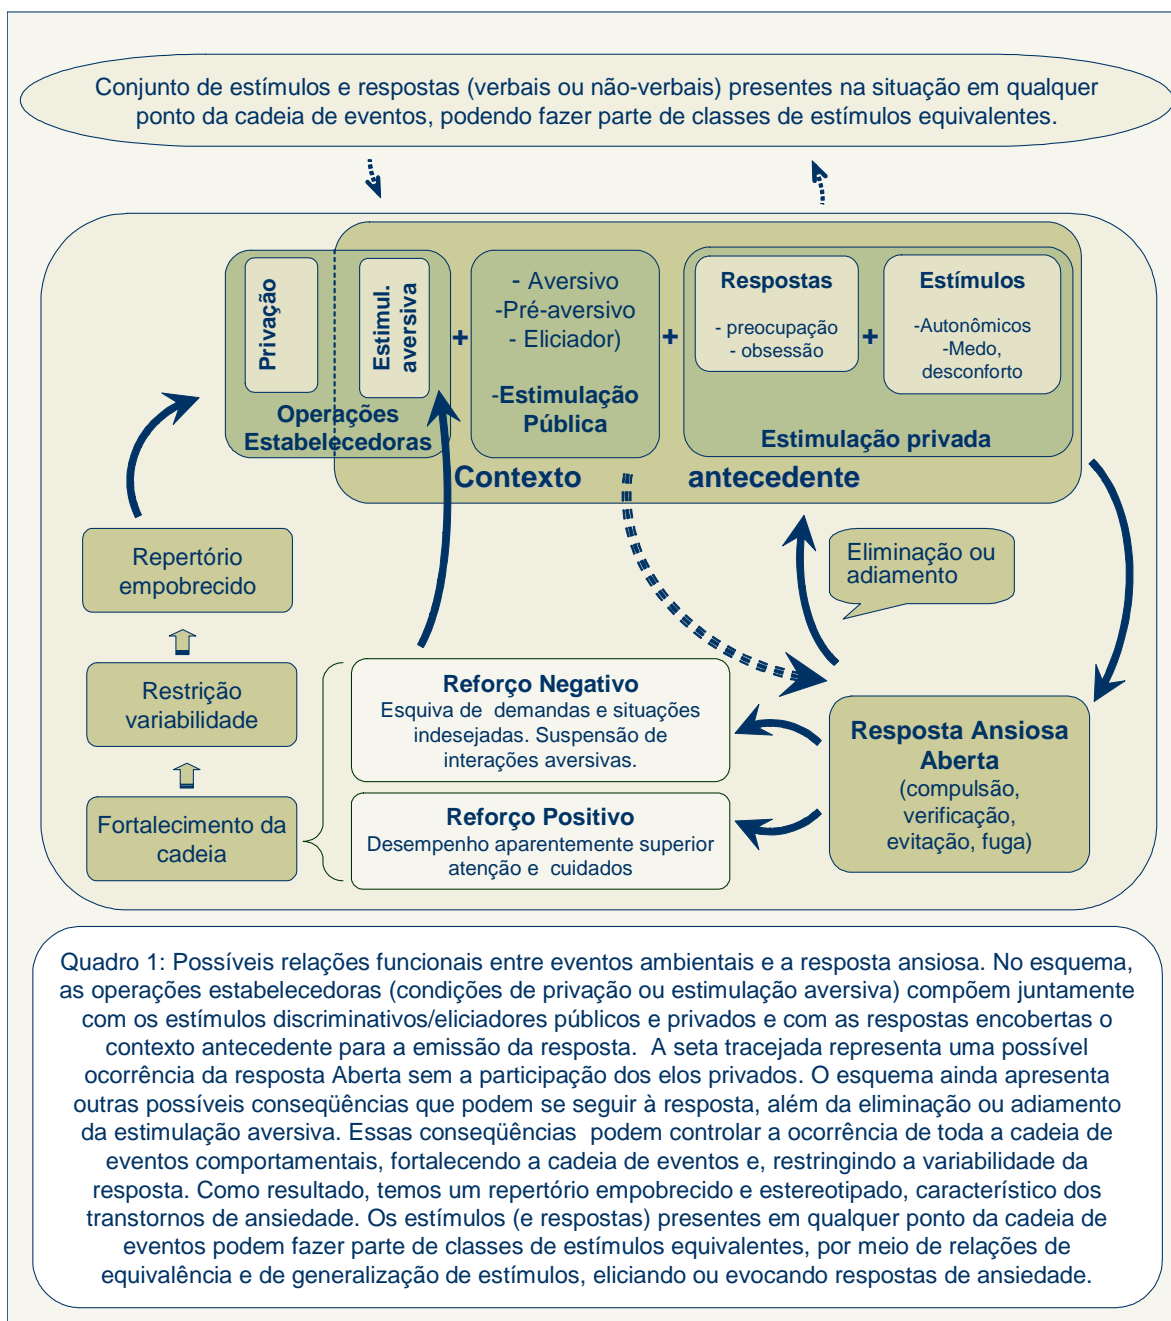 Conjunto de estímulos e respostas (verbais ou não-verbais) presentes na situação em qualquer
ponto da cadeia de eventos, podendo fazer parte de classes de estímulos equivalentes.
Privação
Estimul.
aversiva
Operações
Estabelecedoras
+
- Aversivo
-Pré-aversivo
- Eliciador)
-Estimulação
Pública
+
Respostas
- preocupação
- obsessão
+
Estímulos
-Autonômicos
-Medo,
desconforto
Estimulação privada
Contexto antecedente
Repertório
empobrecido
Restrição
variabilidade
Fortalecimento da
cadeia
Reforço Negativo
Esquiva de demandas e situações
indesejadas. Suspensão de
interações aversivas.
Reforço Positivo
Desempenho aparentemente superior
atenção e cuidados
Eliminação ou
adiamento
Resposta Ansiosa
Aberta
(compulsão,
verificação,
evitação, fuga)
Quadro 1: Possíveis relações funcionais entre eventos ambientais e a resposta ansiosa. No esquema,
as operações estabelecedoras (condições de privação ou estimulação aversiva) compõem juntamente
com os estímulos discriminativos/eliciadores públicos e privados e com as respostas encobertas o
contexto antecedente para a emissão da resposta. A seta tracejada representa uma possível
ocorrência da resposta Aberta sem a participação dos elos privados. O esquema ainda apresenta
outras possíveis conseqüências que podem se seguir à resposta, além da eliminação ou adiamento
da estimulação aversiva. Essas conseqüências podem controlar a ocorrência de toda a cadeia de
eventos comportamentais, fortalecendo a cadeia de eventos e, restringindo a variabilidade da
resposta. Como resultado, temos um repertório empobrecido e estereotipado, característico dos
transtornos de ansiedade. Os estímulos (e respostas) presentes em qualquer ponto da cadeia de
eventos podem fazer parte de classes de estímulos equivalentes, por meio de relações de
equivalência e de generalização de estímulos, eliciando ou evocando respostas de ansiedade.